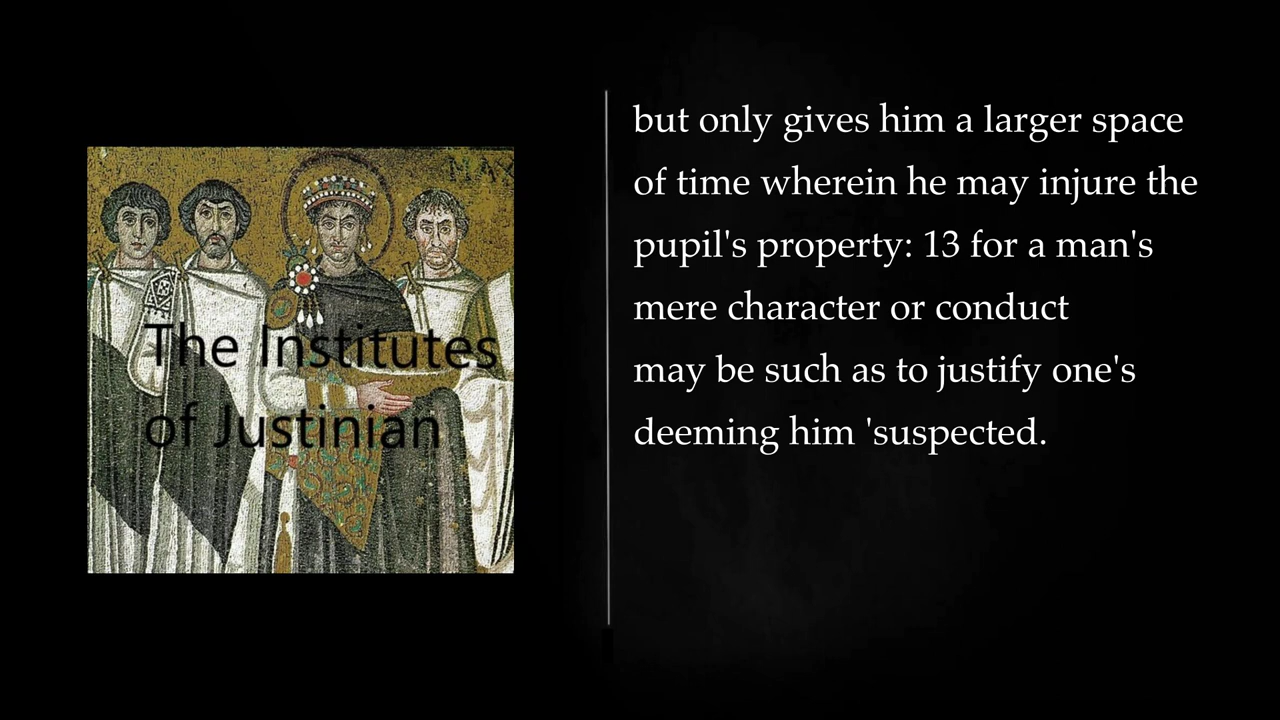 MAX
The Institutes
of Justinian
but only gives him a larger space
of time wherein he may injure the
pupil's property: 13 for a man's
mere character or conduct
may be such as to justify one's
deeming him 'suspected.